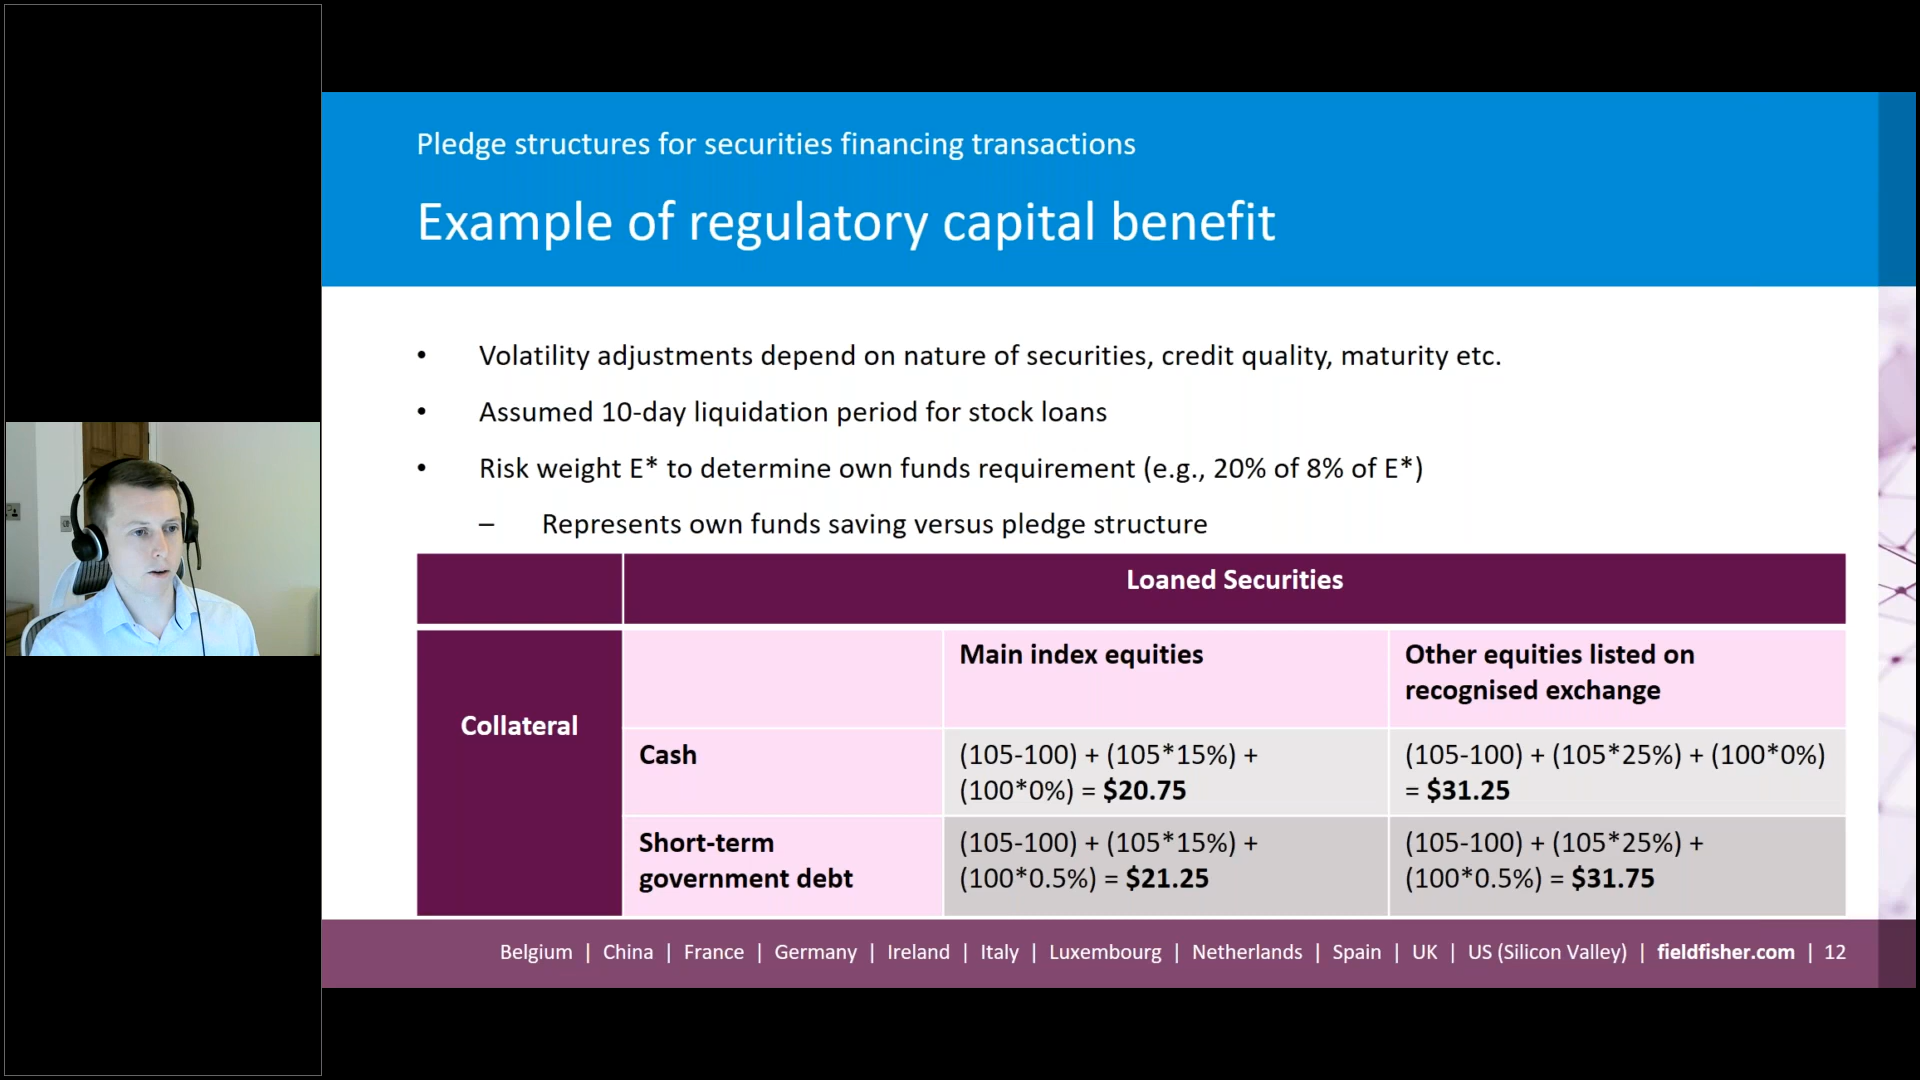 Pledge structures for securities financing transactions
Example of regulatory capital benefit
• Volatility adjustments depend on nature of securities, credit quality, maturity etc.
• Assumed 10-day liquidation period for stock loans
• Risk weight E* to determine own funds requirement (e.g., 20% of 8% of E*)
– Represents own funds saving versus pledge structure
Loaned Securities
Collateral
Main index equities
Other equities listed on
recognised exchange
Cash
(105-100) + (105*15%) +
(100*0%) = $20.75
(105-100) + (105*25%) + (100*0%)
= $31.25
Short-term
government debt
(105-100) + (105*15%) +
(100*0.5%) = $21.25
(105-100) + (105*25%) +
(100*0.5%) = $31.75
Belgium | China | France | Germany | Ireland | Italy | Luxembourg | Netherlands | Spain | UK | US (Silicon Valley) | fieldfisher.com | 12